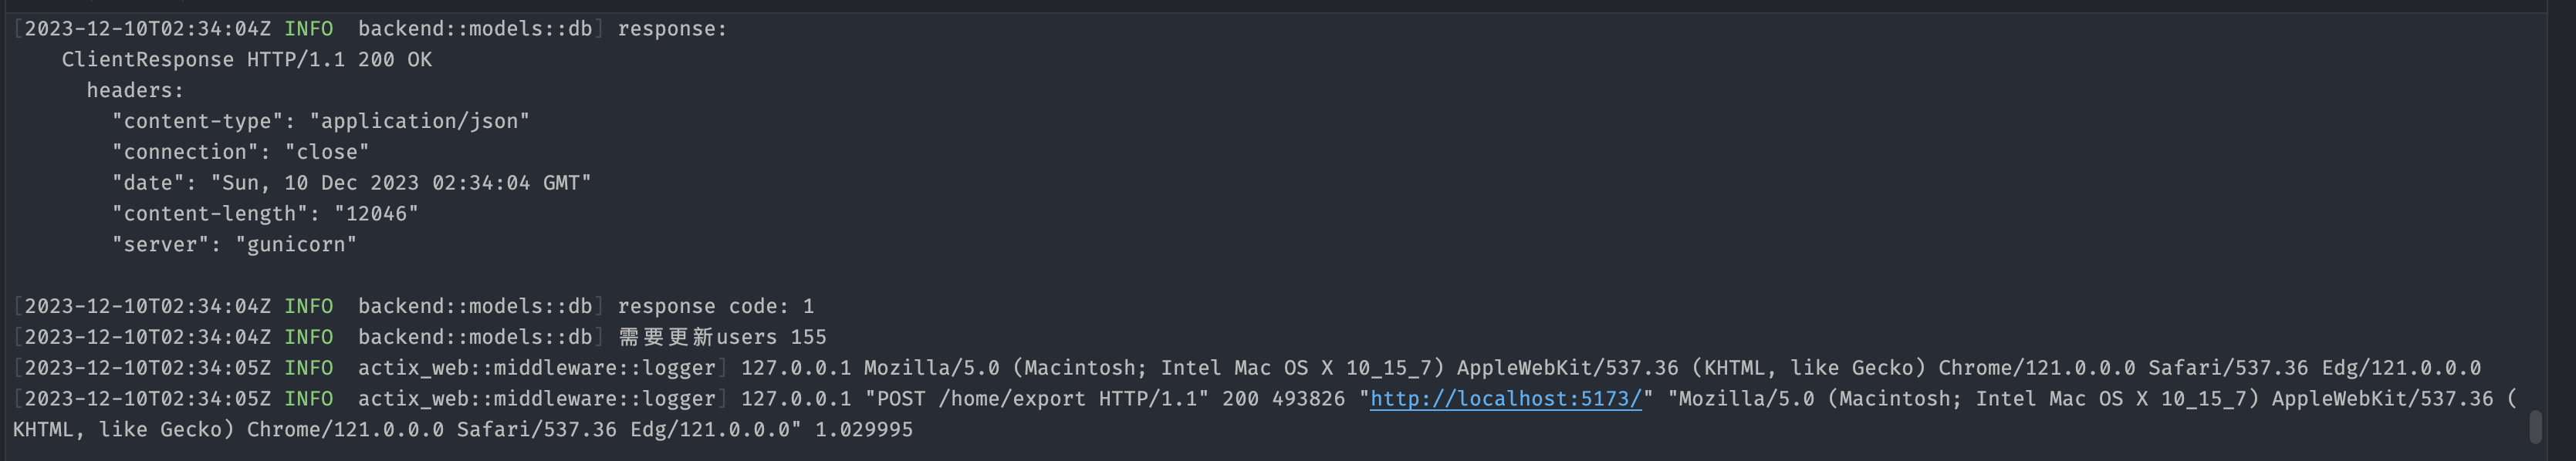 [2023-12-10T02:34:04Z INFO  backend::models::db] response:
    ClientResponse HTTP/1.1 200 OK
      headers:
        "content-type": "application/json"
        "connection": "close"
        "date": "Sun, 10 Dec 2023 02:34:04 GMT"
        "content-length": "12046"
        "server": "gunicorn"
[2023-12-10T02:34:04Z INFO  backend::models::db] response code: 1
[2023-12-10T02:34:04Z INFO  backend::models::db] 需要更新users 155
[2023-12-10T02:34:05Z INFO  actix_web::middleware::logger] 127.0.0.1 Mozilla/5.0 (Macintosh; Intel Mac OS X 10_15_7) AppleWebKit/537.36 (KHTML, like Gecko) Chrome/121.0.0.0 Safari/537.36 Edg/121.0.0.0
[2023-12-10T02:34:05Z INFO  actix_web::middleware::logger] 127.0.0.1 "POST /home/export HTTP/1.1" 200 493826 "http://localhost:5173/" "Mozilla/5.0 (Macintosh; Intel Mac OS X 10_15_7) AppleWebKit/537.36 (
KHTML, like Gecko) Chrome/121.0.0.0 Safari/537.36 Edg/121.0.0.0" 1.029995